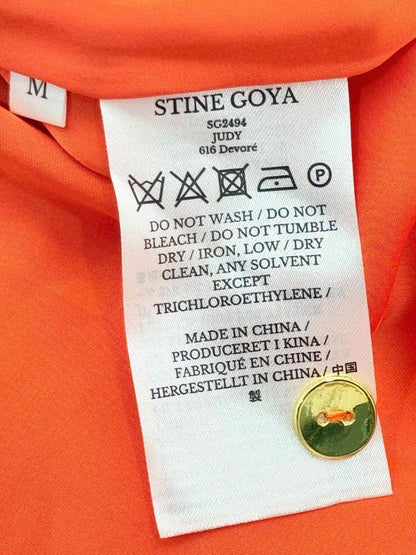 M
STINE GOYA
SG2494
JUDY
616 Devoré
P
DO NOT WASH / DO NOT
BLEACH / DO NOT TUMBLE
DRY / IRON, LOW / DRY
CLEAN, ANY SOLVENT
EXCEPT
TRICHLOROETHYLENE /
MADE IN CHINA /
PRODUCERET I KINA /
FABRIQUÉ EN CHINE /
HERGESTELLT IN CHINA / 中国
製